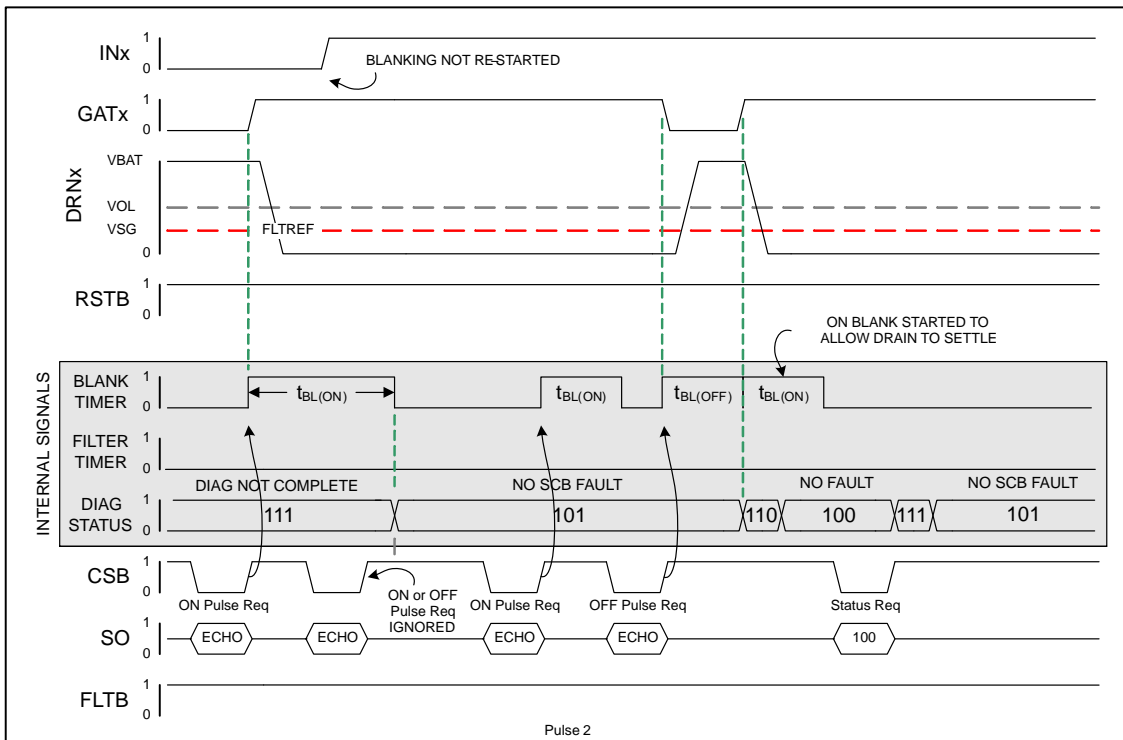 INx
1
0
BLANKING NOT RE-STARTED
GATx
1
0
DRNx
VBAT
VOL
VSG
FLTREF
0
RSTB
1
0
ON BLANK STARTED TO
ALLOW DRAIN TO SETTLE
INTERNAL SIGNALS
BLANK
TIMER
1
0
tBL(ON)
tBL(ON)
tBL(OFF)
tBL(ON)
FILTER
TIMER
1
0
DIAG NOT COMPLETE
NO SCB FAULT
NO FAULT
NO SCB FAULT
DIAG
STATUS
1
0
111
101
110
100
111
101
CSB
1
0
ON Pulse Req
ON or OFF
Pulse Req
IGNORED
ON Pulse Req
OFF Pulse Req
Status Req
SO
1
0
ECHO
ECHO
ECHO
ECHO
100
FLTB
1
0
Pulse 2